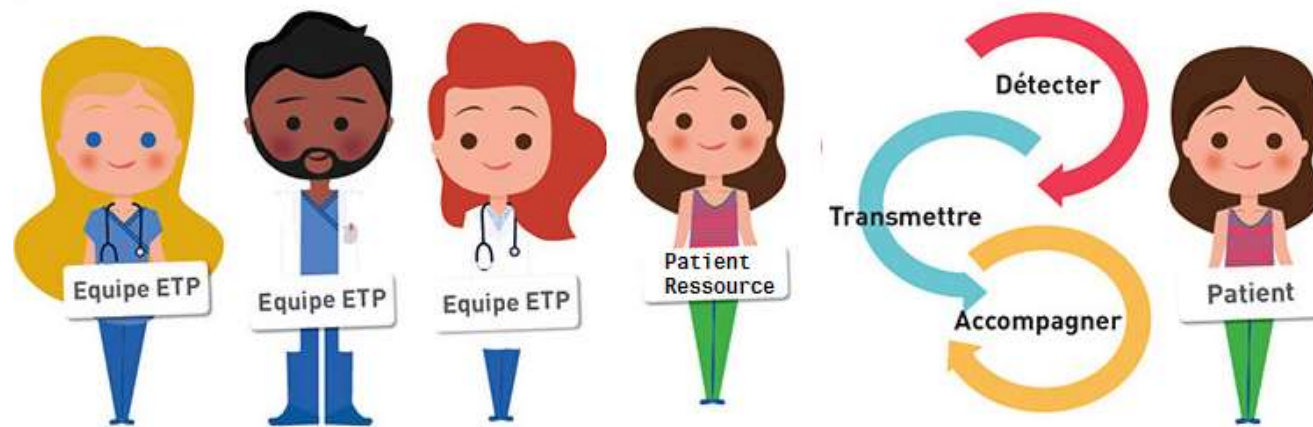 Equipe ETP
Equipe ETP
Equipe ETP
Patient
Ressource
Détecter
Transmettre
Accompagner
Patient